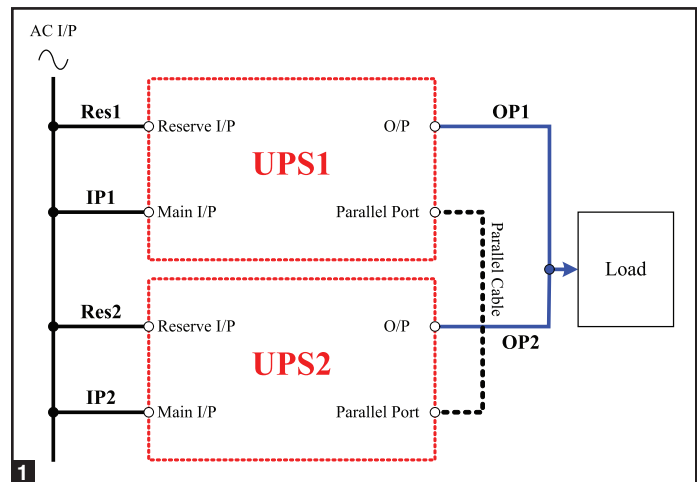 AC I/P
Res1
Reserve I/P
O/P
OP1
UPS1
IP1
Main I/P
Parallel Port
Parallel Cable
Load
Res2
Reserve I/P
O/P
OP2
UPS2
IP2
Main I/P
Parallel Port
1